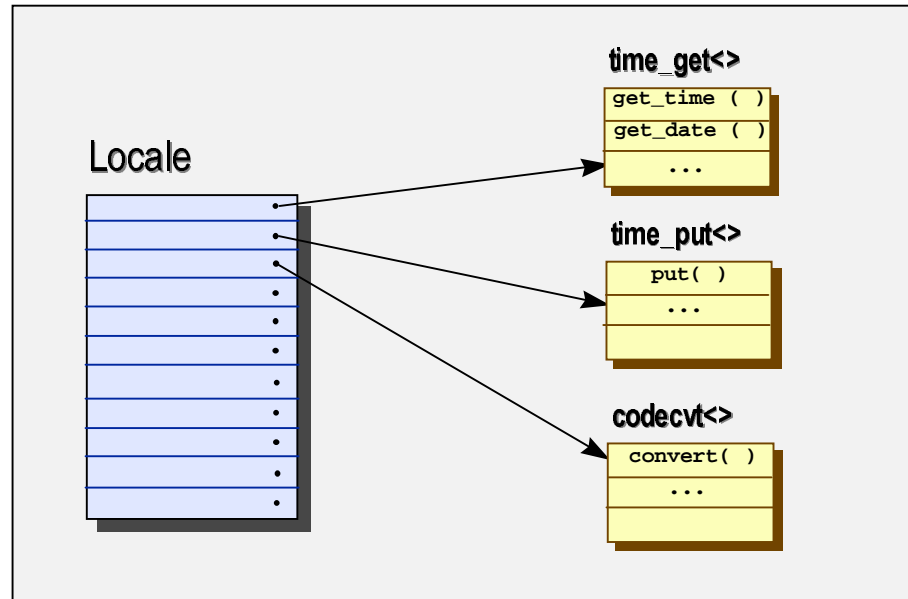 time_get<>
get_time ( )
get_date ( )
...
Locale
time_put<>
put( )
...
codecvt<>
convert( )
...